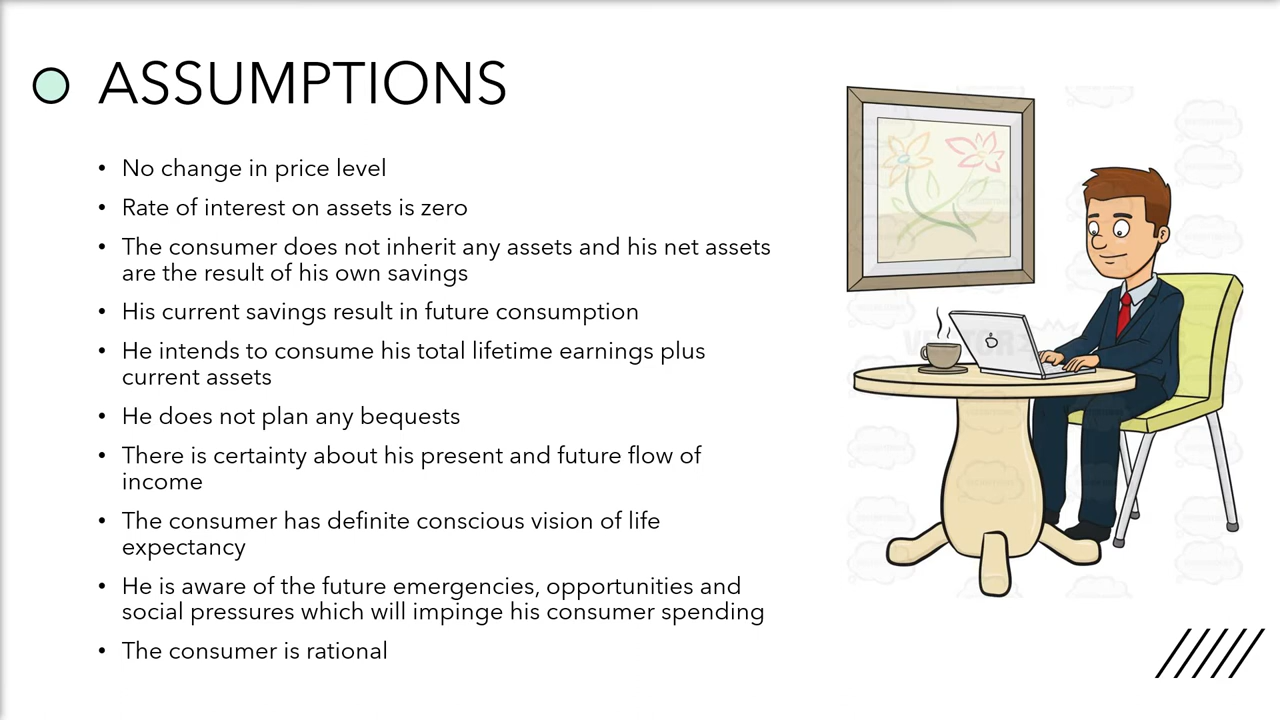 ASSUMPTIONS
• No change in price level
• Rate of interest on assets is zero
• The consumer does not inherit any assets and his net assets
are the result of his own savings
• His current savings result in future consumption
• He intends to consume his total lifetime earnings plus
current assets
• He does not plan any bequests
• There is certainty about his present and future flow of
income
• The consumer has definite conscious vision of life
expectancy
• He is aware of the future emergencies, opportunities and
social pressures which will impinge his consumer spending
• The consumer is rational